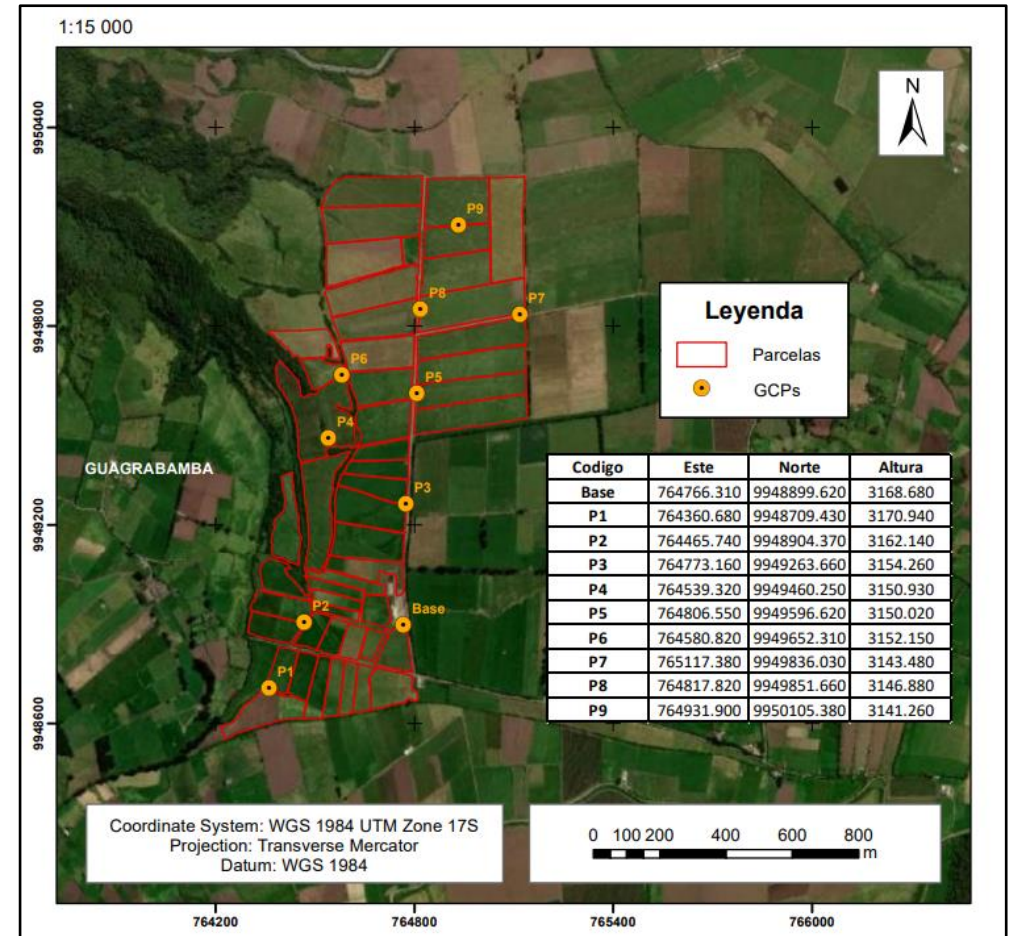 1:15 000
N
9950400
9949800
9949200
9948600
P9
P8
P7
P6
P5
P4
GUAGRABAMBA
P3
P2
Base
P1
Leyenda
Parcelas
GCPs
Codigo Este Norte Altura
Base 764766.310 9948899.620 3168.680
P1 764360.680 9948709.430 3170.940
P2 764465.740 9948904.370 3162.140
P3 764773.160 9949263.660 3154.260
P4 764539.320 9949460.250 3150.930
P5 764806.550 9949596.620 3150.020
P6 764580.820 9949652.310 3152.150
P7 765117.380 9949836.030 3143.480
P8 764817.820 9949851.660 3146.880
P9 764931.900 9950105.380 3141.260
Coordinate System: WGS 1984 UTM Zone 17S
Projection: Transverse Mercator
Datum: WGS 1984
0 100 200 400 600 800
m
764200 764800 765400 766000